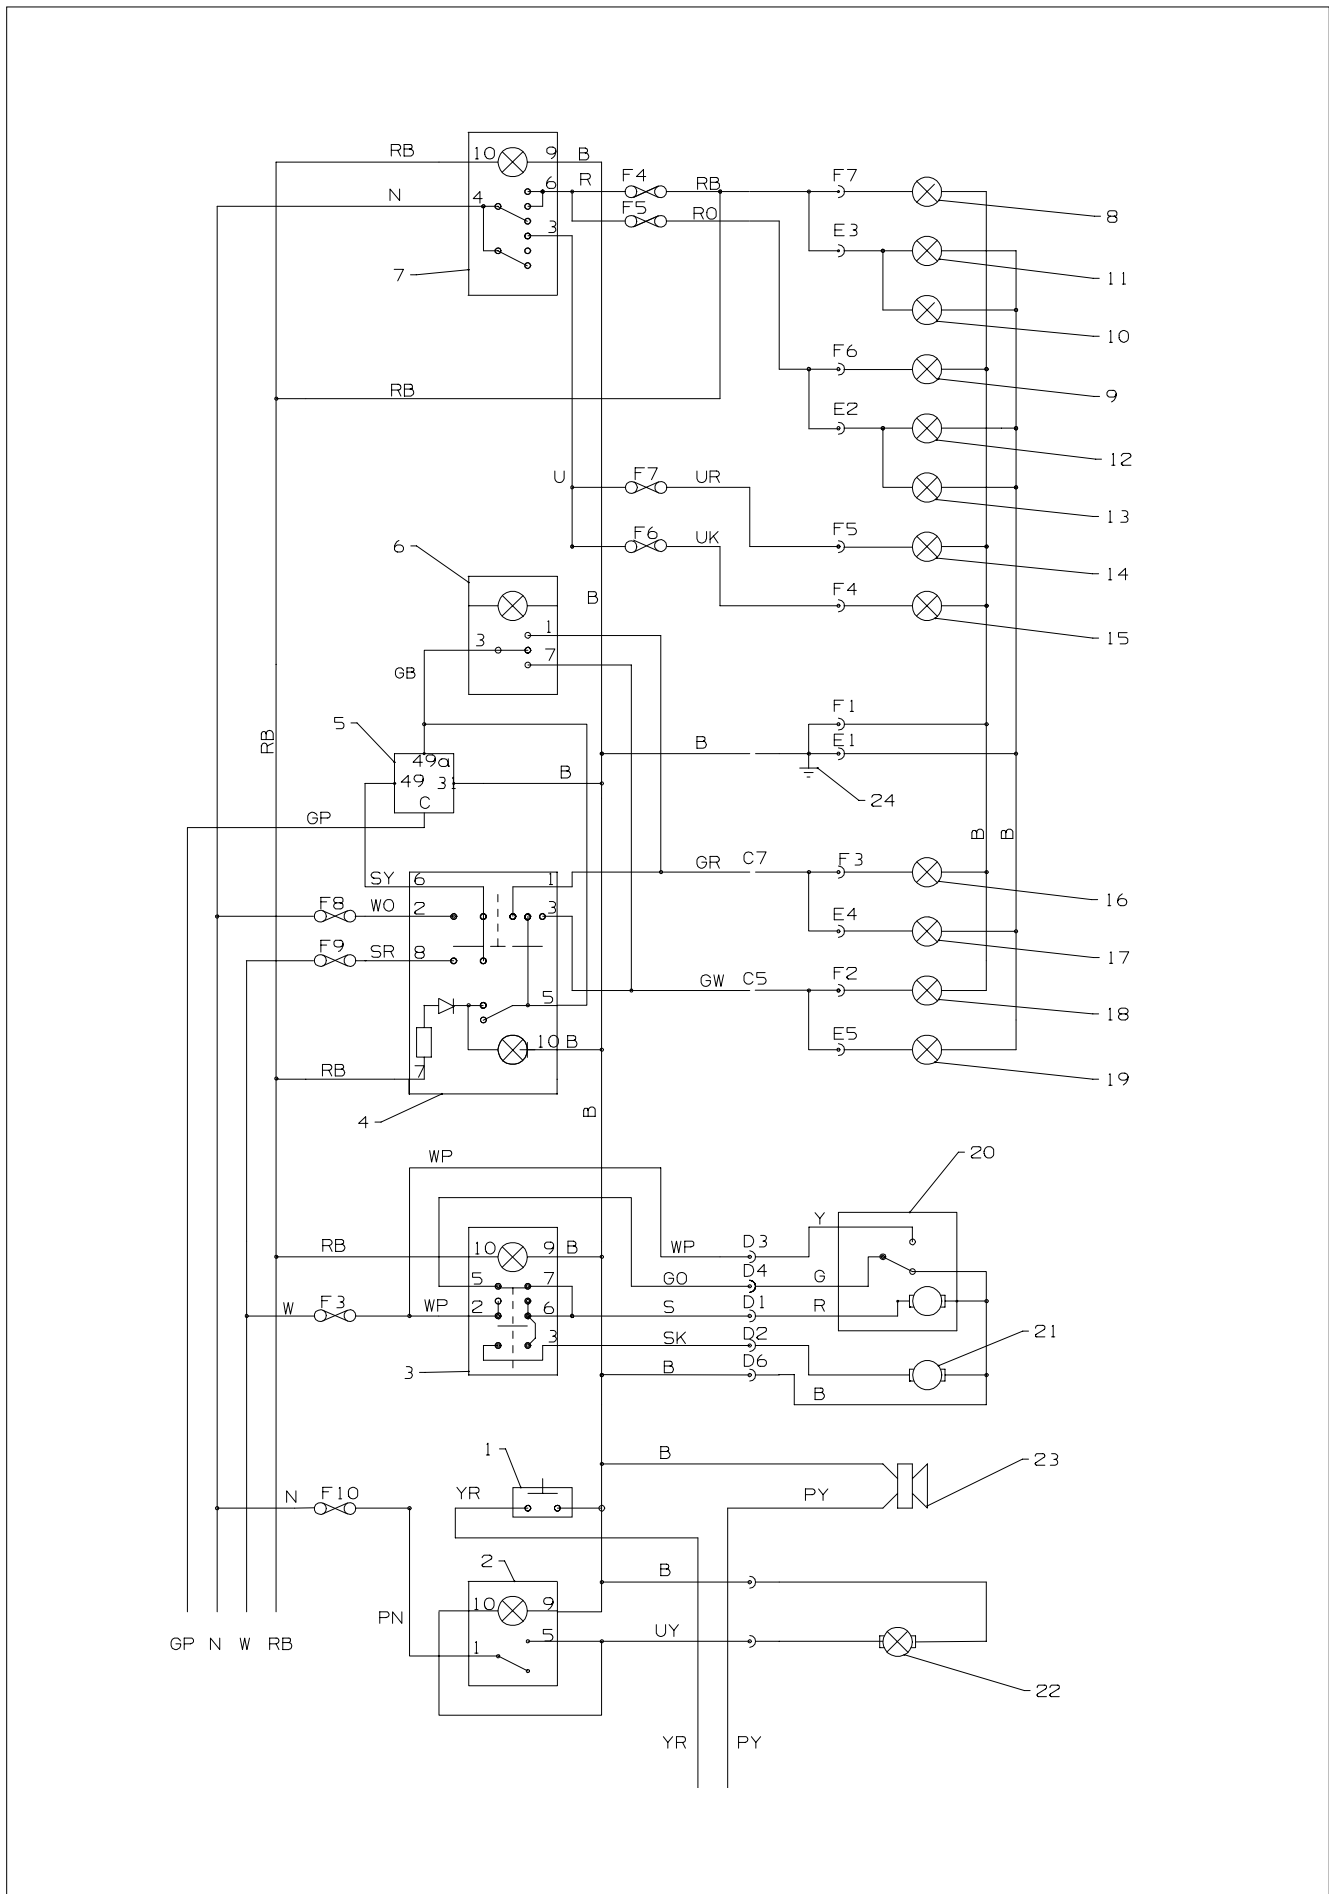 RB 10 9 B
F4 RB F7
6 R
N 4
8
F5 RO
3 E3
7 11
10
F6
RB 9
E2
12
U F7 UR
13
F5
F6 UK
6 14
F4
B
1 15
3
7
GB
F1
5
RB B E1
49a
49 31 B
C 24
GP
B B
GR C7 F3
SY 6 1
WO 16
F8 2 3
E4
F9 SR 8
17
GW C5 F2
5
18
E5
10 B
RB 7
19
B
4
WP 20
Y
D3
RB 10 9 B WP
D4
5 7 GO G
W F3 WP 2 6 S D1 R
21
3 SK D2
D6
3 B
B
1 B
23
N F10 YR PY
2 B
10 9
PN
GP N W RB 1 5 UY
22
YR PY